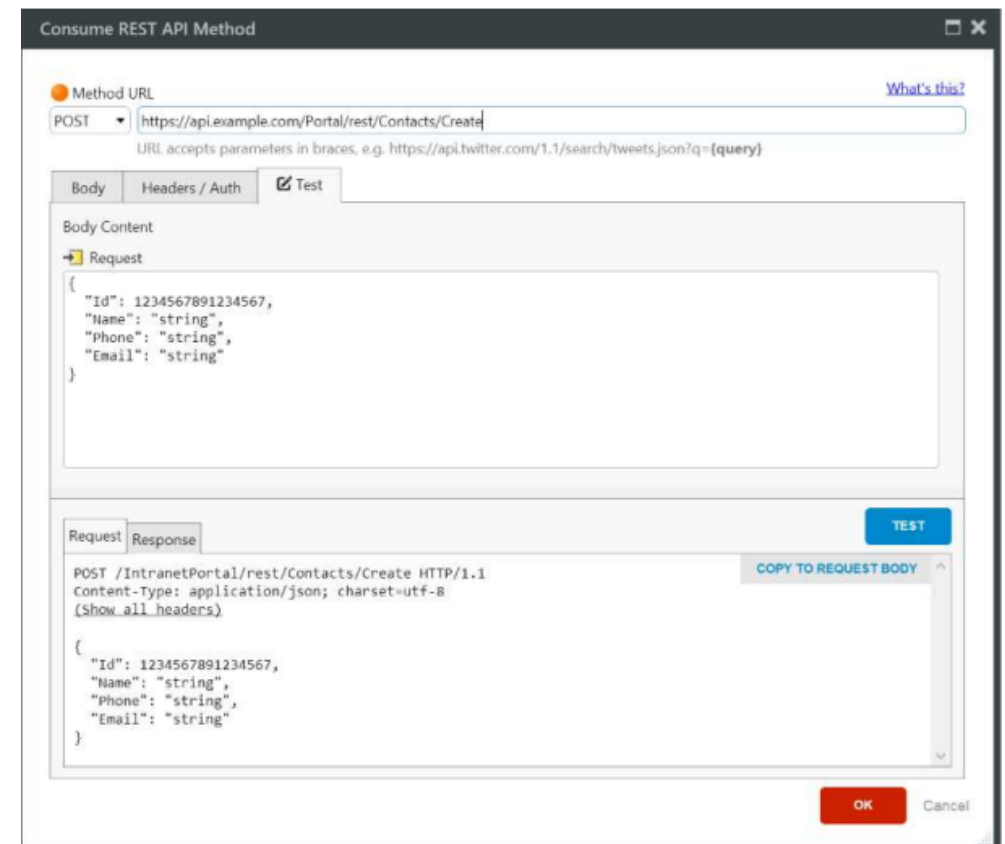 Consume REST API Method
Method URL
What's this?
POST
https://api.example.com/Portal/rest/Contacts/Create
URL accepts parameters in braces, e.g. https://api.twitter.com/1.1/search/tweets.json?q={query}
Body
Headers / Auth
Test
Body Content
Request
{
"Id": 1234567891234567,
"Name": "string",
"Phone": "string",
"Email": "string"
}
TEST
Request
Response
COPY TO REQUEST BODY
POST /IntranetPortal/rest/Contacts/Create HTTP/1.1
Content-Type: application/json; charset=utf-8
(Show all headers)
{
"Id": 1234567891234567,
"Name": "string",
"Phone": "string",
"Email": "string"
}
OK
Cancel